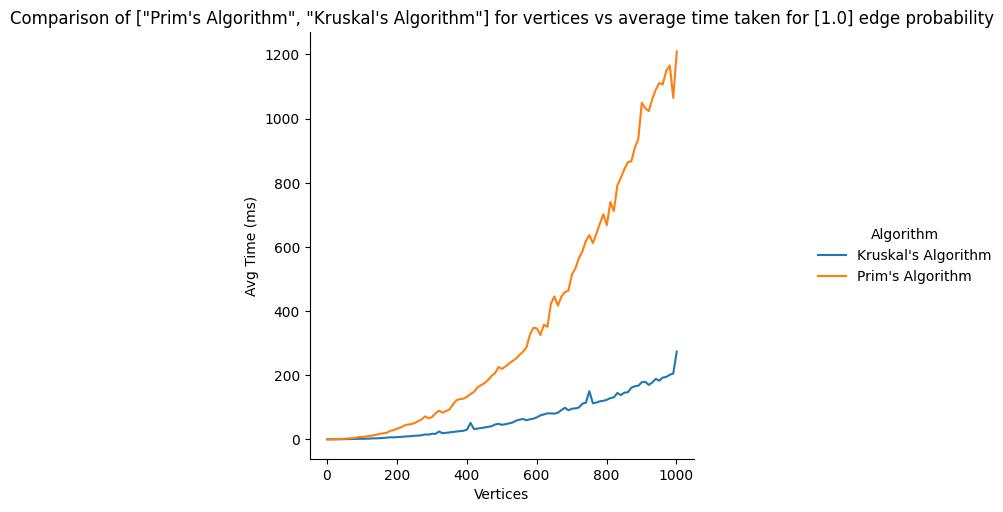 Comparison of ["Prim's Algorithm", "Kruskal's Algorithm"] for vertices vs average time taken for [1.0] edge probability
1200
1000
800
600
400
200
0
Avg Time (ms)
0 200 400 600 800 1000
Vertices
Algorithm
Kruskal's Algorithm
Prim's Algorithm